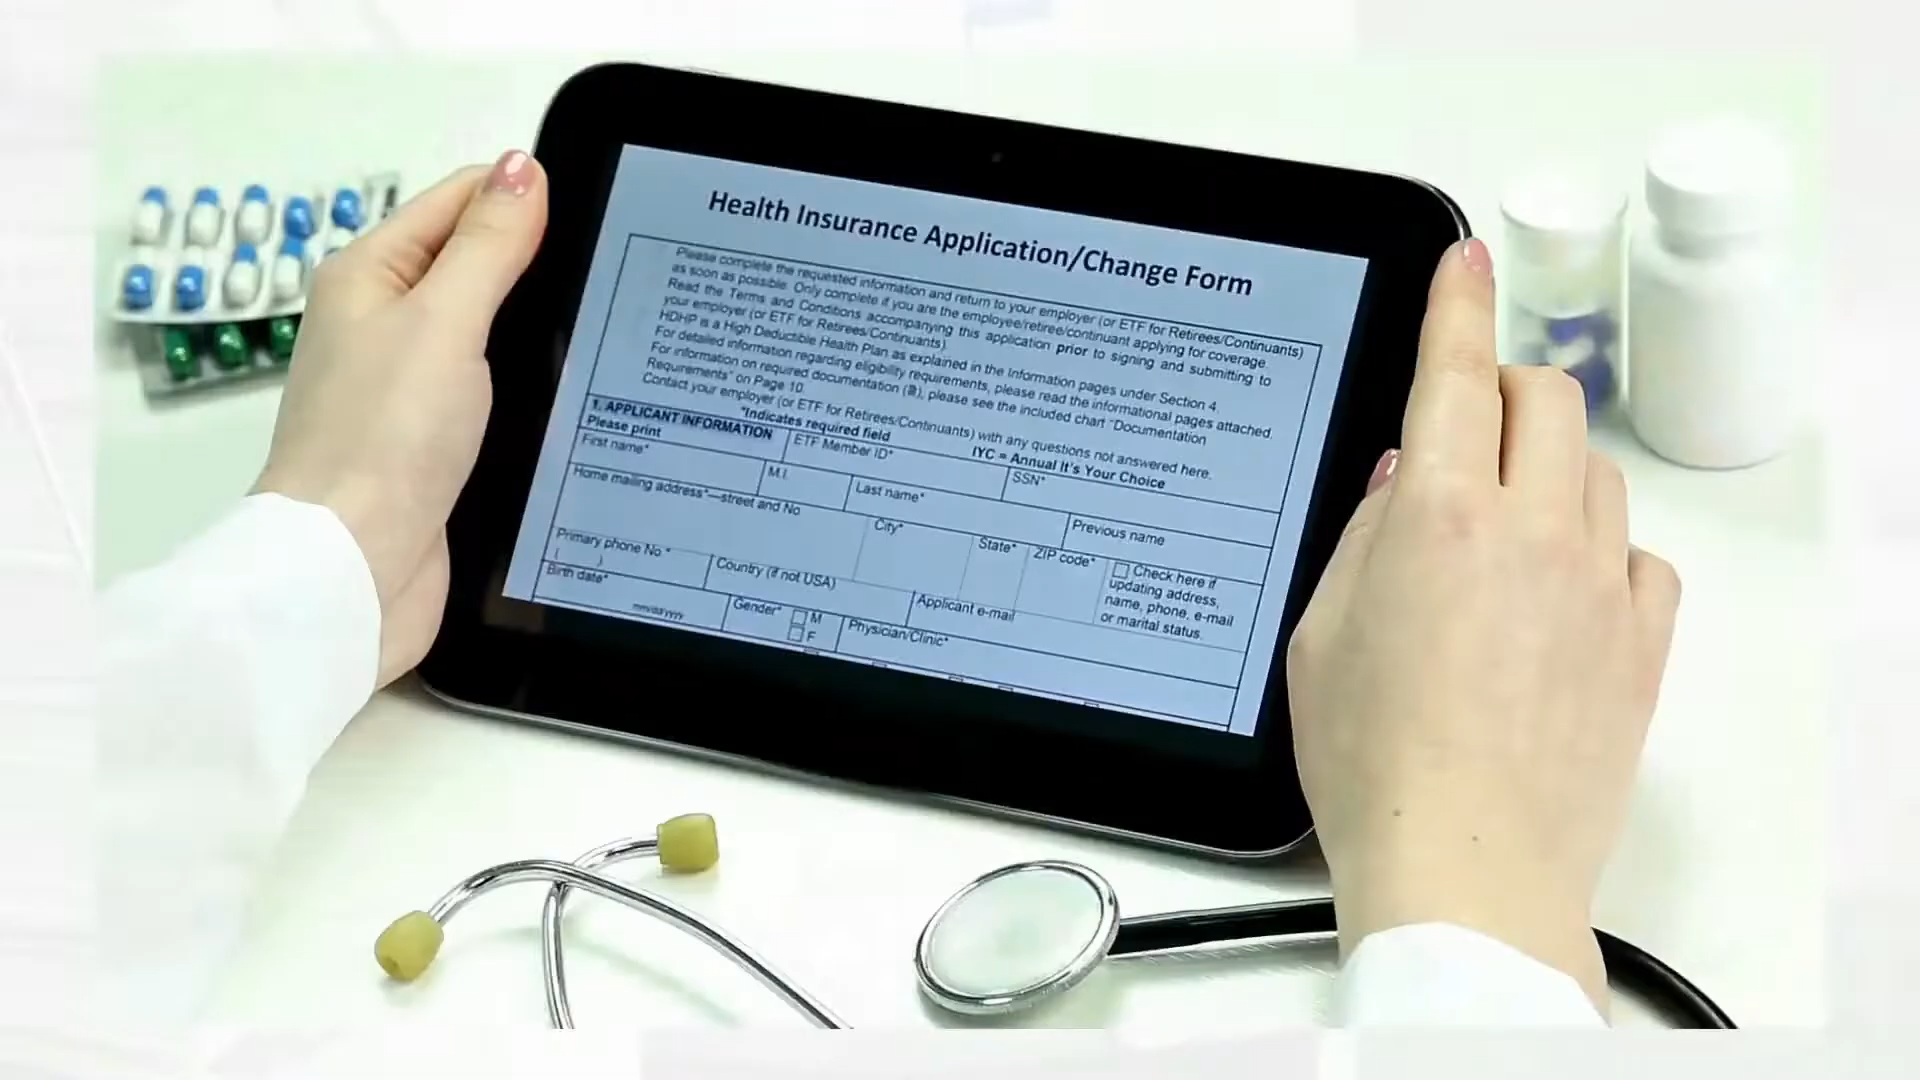 Health Insurance Application/Change Form
Please complete the requested information and return to your employer (or ETF for Retirees/Continuants)
as soon as possible. Only complete if you are the employee/retiree/continuant applying for coverage.
Read the Terms and Conditions accompanying this application prior to signing and submitting to
your employer (or ETF for Retirees/Continuants).
HDHP is a High Deductible Health Plan as explained in the Information pages under Section 4.
For detailed information regarding eligibility requirements, please read the informational pages attached.
For information on required documentation (), please see the included chart "Documentation
Requirements" on Page 10.
Contact your employer (or ETF for Retirees/Continuants) with any questions not answered here.
*Indicates required field IYC = Annual It's Your Choice
1. APPLICANT INFORMATION
Please print
ETF Member ID* SSN*
First name* M.I. Last name* Previous name
Home mailing address*—street and No City* State* ZIP code*
Check here if
updating address,
name, phone, e-mail
or marital status.
Primary phone No.*
( )
Country (if not USA) Applicant e-mail
Birth date*
mm/dd/yyyy
Gender* M
F
Physician/Clinic*